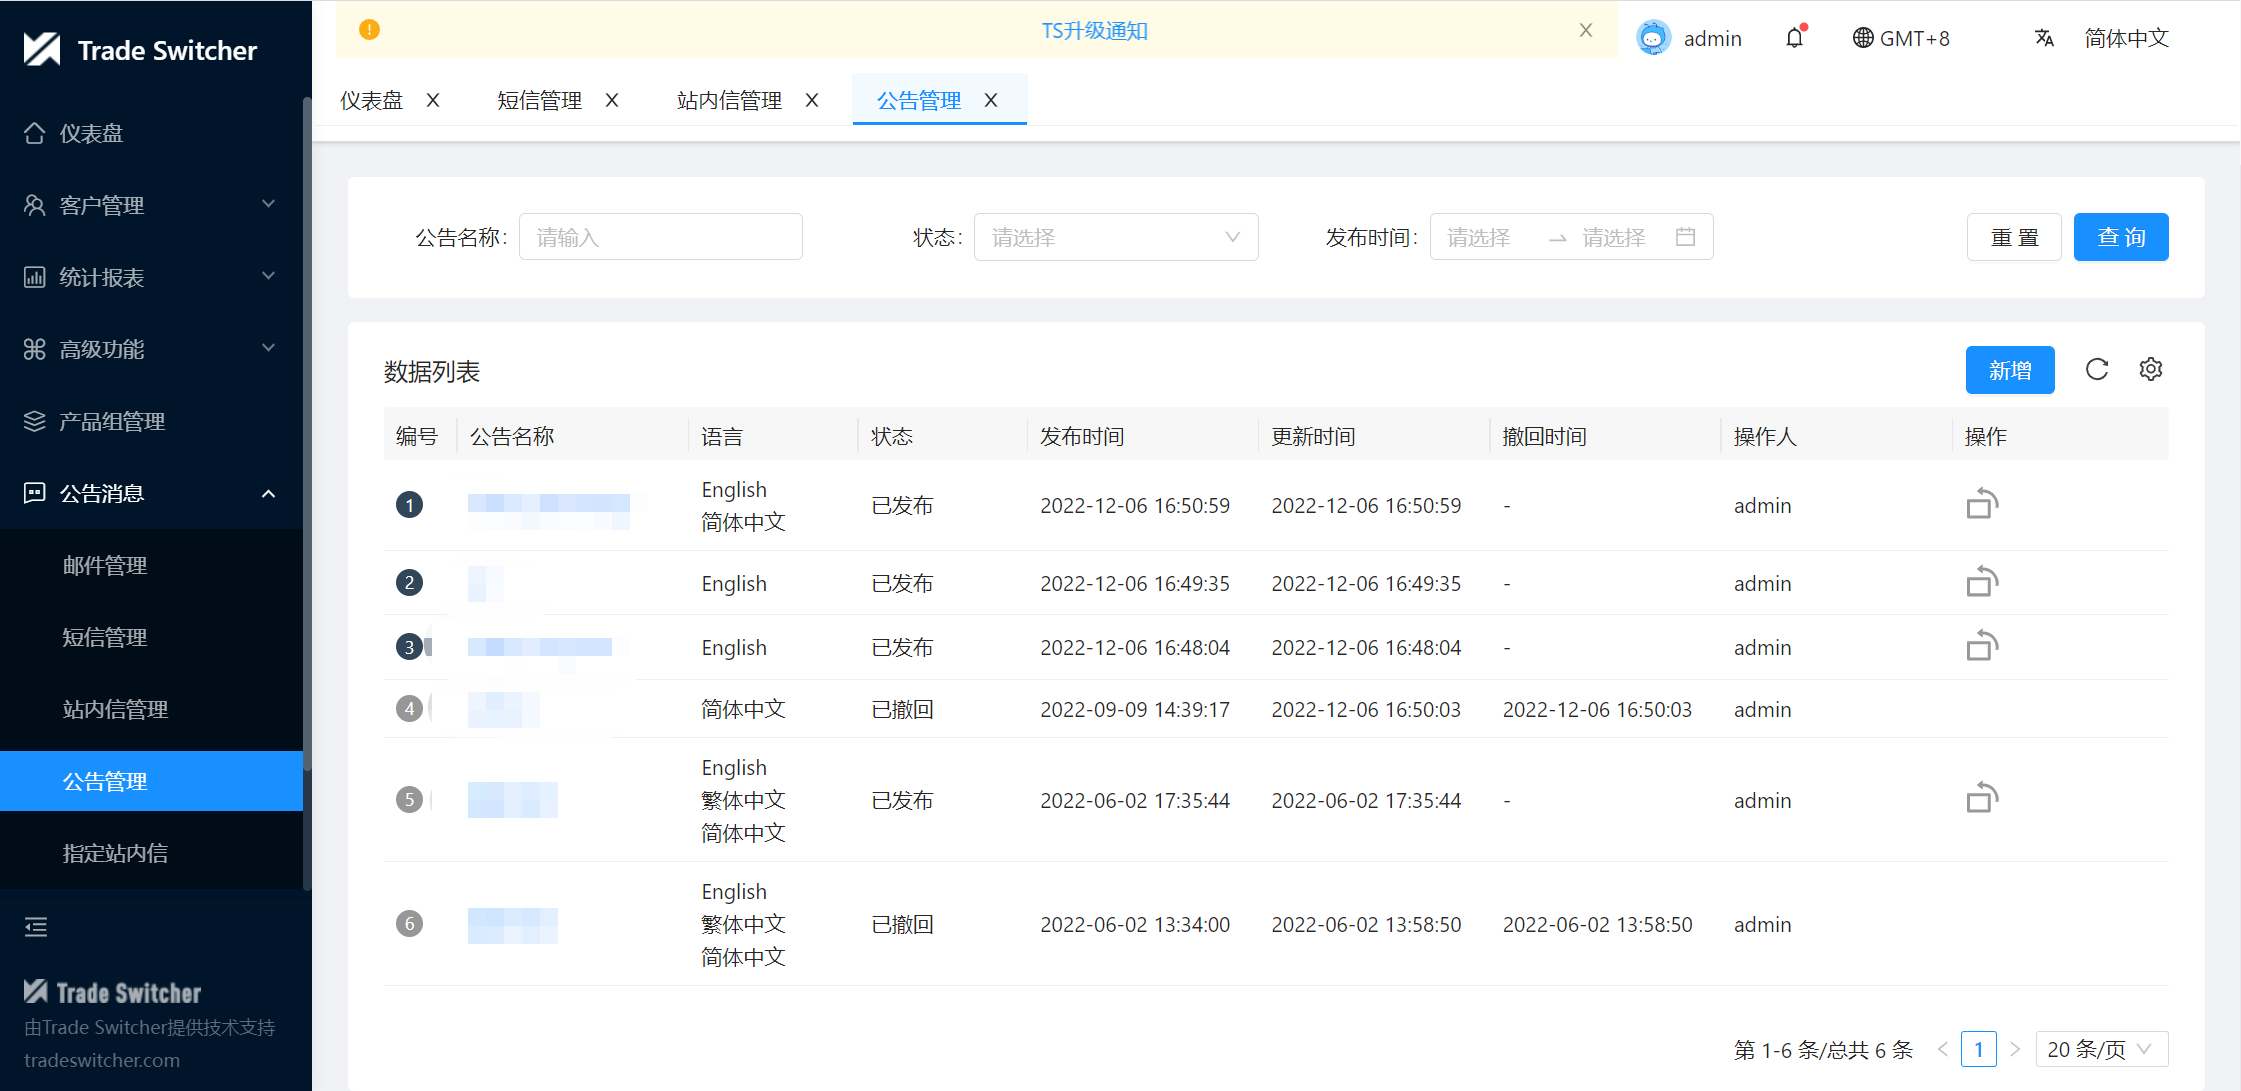 Trade Switcher
TS升级通知
admin
GMT+8
简体中文
仪表盘
短信管理
站内信管理
公告管理
仪表盘
客户管理
统计报表
高级功能
产品组管理
公告消息
邮件管理
短信管理
站内信管理
公告管理
指定站内信
Trade Switcher
由Trade Switcher提供技术支持
tradeswitcher.com
公告名称: 请输入
状态: 请选择
发布时间: 请选择 → 请选择
重 置
查 询
数据列表
新增
编号 公告名称 语言 状态 发布时间 更新时间 撤回时间 操作人 操作
1 English 已发布 2022-12-06 16:50:59 2022-12-06 16:50:59 - admin
简体中文
2 English 已发布 2022-12-06 16:49:35 2022-12-06 16:49:35 - admin
3 English 已发布 2022-12-06 16:48:04 2022-12-06 16:48:04 - admin
4 简体中文 已撤回 2022-09-09 14:39:17 2022-12-06 16:50:03 2022-12-06 16:50:03 admin
5 English 已发布 2022-06-02 17:35:44 2022-06-02 17:35:44 - admin
繁体中文
简体中文
6 English 已撤回 2022-06-02 13:34:00 2022-06-02 13:58:50 2022-06-02 13:58:50 admin
繁体中文
简体中文
第 1-6 条/总共 6 条 < 1 > 20 条/页